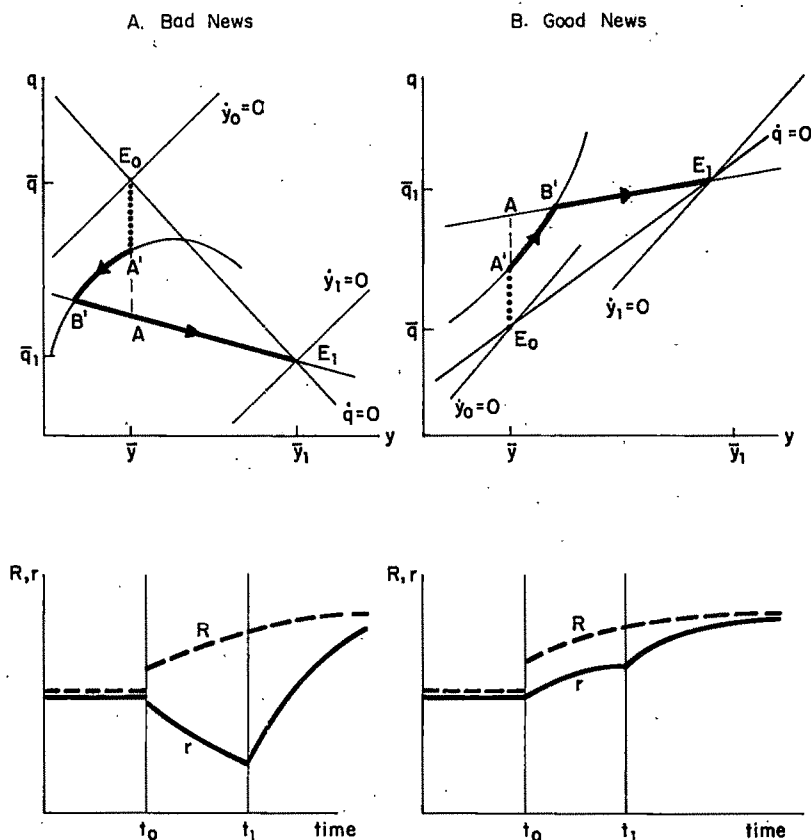 A. Bad News
B. Good News
q
ẏ₀=0
E₀
q̄
A'
B'
A
ẏ₁=0
q̄₁
E₁
q̇=0
y
ȳ
ȳ₁
q
q̇=0
E₁
q̄₁
A
B'
A'
ẏ₁=0
q̄
E₀
ẏ₀=0
y
ȳ
ȳ₁
R,r
R
r
t₀
t₁
time
R,r
R
r
t₀
t₁
time